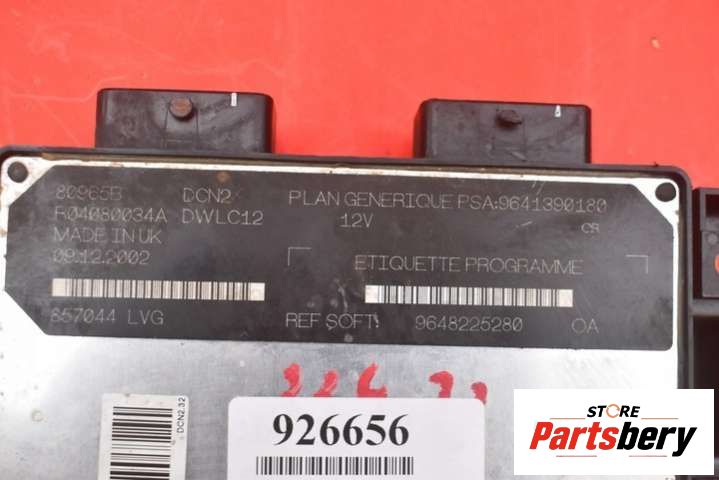 80965B DCN2 PLAN GENERIQUE PSA:9641390180
R04080034A DWLC12 12V CR
MADE IN UK
09.12.2002 ETIQUETTE PROGRAMME
857044 LVG REF SOFT: 9648225280 OA
DCN2.32
926656
STORE
Partsbery